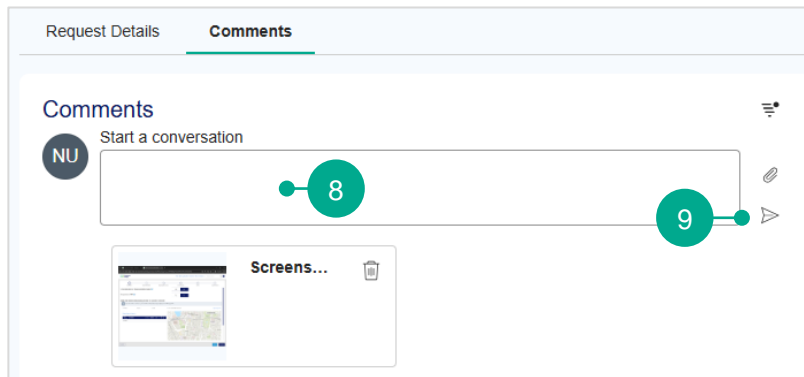 Request Details Comments
Comments
NU
Start a conversation
8
9
Screens...